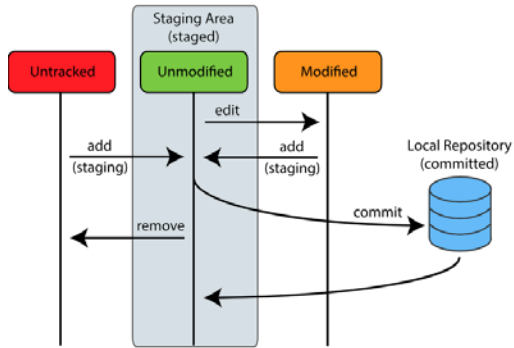 Staging Area
(staged)
Untracked
Unmodified
Modified
edit
add
(staging)
add
(staging)
Local Repository
(committed)
commit
remove